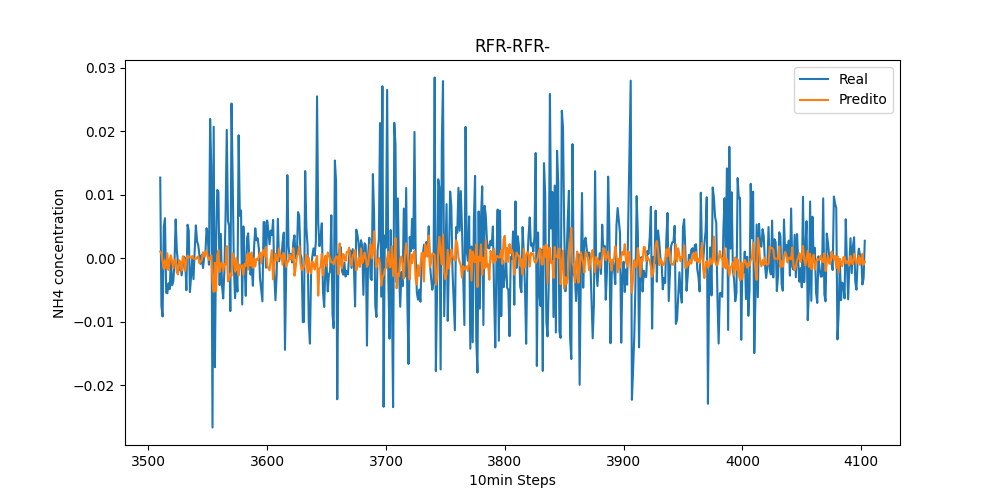 RFR-RFR-
Real
Predito
0.03
0.02
0.01
0.00
−0.01
−0.02
NH4 concentration
3500 3600 3700 3800 3900 4000 4100
10min Steps